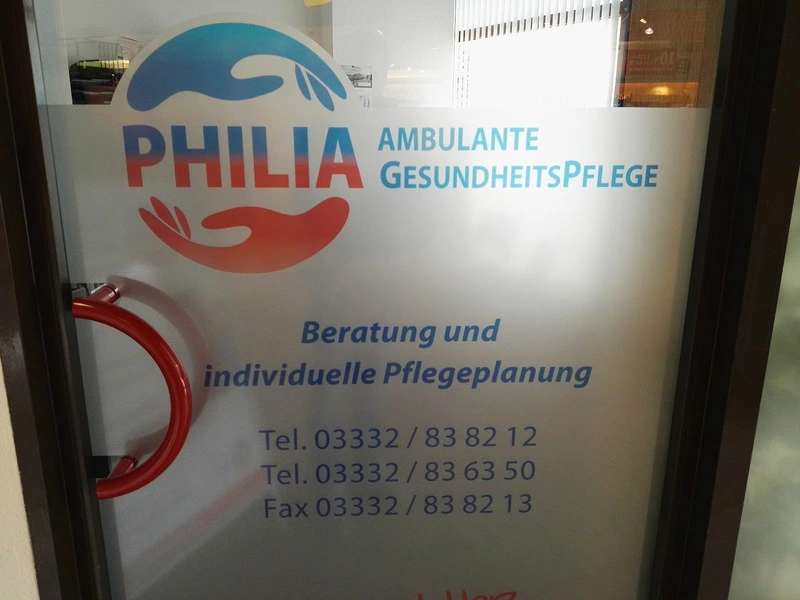 PHILIA
AMBULANTE
GESUNDHEITSPFLEGE
Beratung und
individuelle Pflegeplanung
Tel. 03332 / 83 82 12
Tel. 03332 / 83 63 50
Fax 03332 / 83 82 13